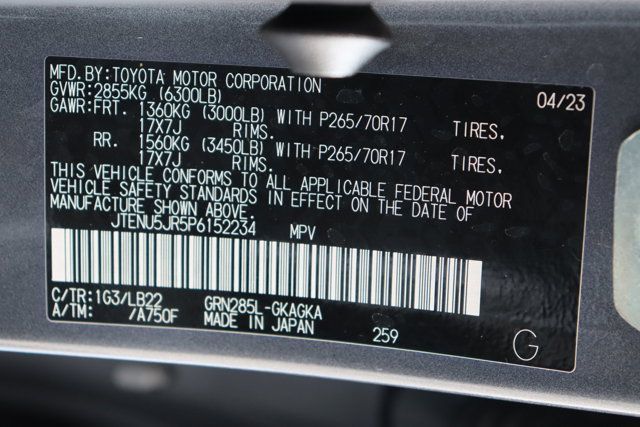 MFD.BY:TOYOTA MOTOR CORPORATION 04/23
GVWR:2855KG (6300LB)
GAWR:FRT. 1360KG (3000LB) WITH P265/70R17 TIRES,
17X7J RIMS.
RR. 1560KG (3450LB) WITH P265/70R17 TIRES,
17X7J RIMS.
THIS VEHICLE CONFORMS TO ALL APPLICABLE FEDERAL MOTOR
VEHICLE SAFETY STANDARDS IN EFFECT ON THE DATE OF
MANUFACTURE SHOWN ABOVE.
JTENU5JR5P6152234 MPV
C/TR:1G3/LB22 GRN285L-GKAGKA
A/TM: /A750F MADE IN JAPAN 259 G